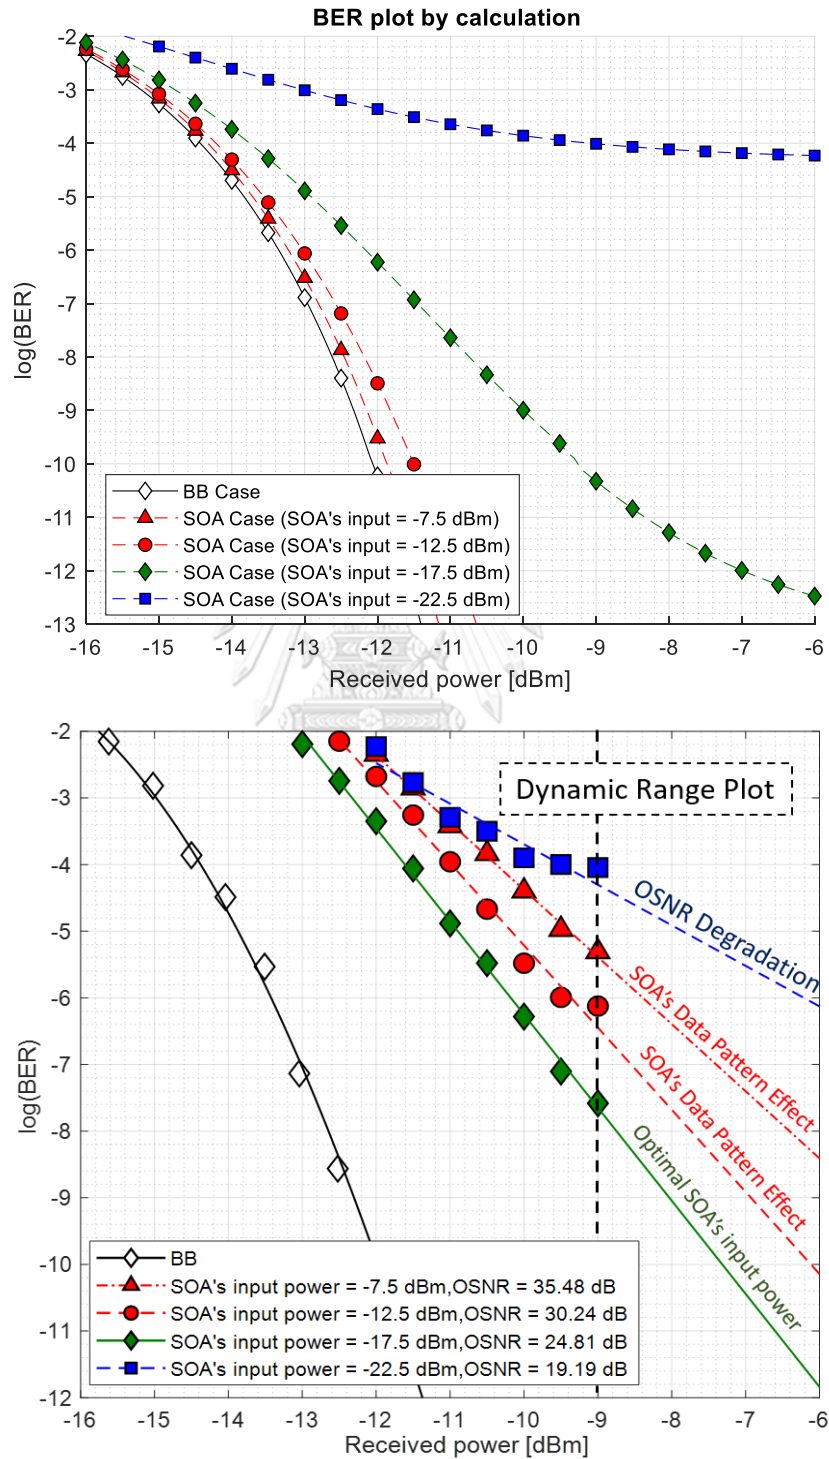 BER plot by calculation
-2
-3
-4
-5
-6
-7
-8
-9
-10
-11
-12
-13
log(BER)
BB Case
SOA Case (SOA's input = -7.5 dBm)
SOA Case (SOA's input = -12.5 dBm)
SOA Case (SOA's input = -17.5 dBm)
SOA Case (SOA's input = -22.5 dBm)
-16 -15 -14 -13 -12 -11 -10 -9 -8 -7 -6
Received power [dBm]
-2
-3
-4
-5
-6
-7
-8
-9
-10
-11
-12
log(BER)
Dynamic Range Plot
OSNR Degradation
SOA's Data Pattern Effect
SOA's Data Pattern Effect
Optimal SOA's input power
BB
SOA's input power = -7.5 dBm,OSNR = 35.48 dB
SOA's input power = -12.5 dBm,OSNR = 30.24 dB
SOA's input power = -17.5 dBm,OSNR = 24.81 dB
SOA's input power = -22.5 dBm,OSNR = 19.19 dB
-16 -15 -14 -13 -12 -11 -10 -9 -8 -7 -6
Received power [dBm]